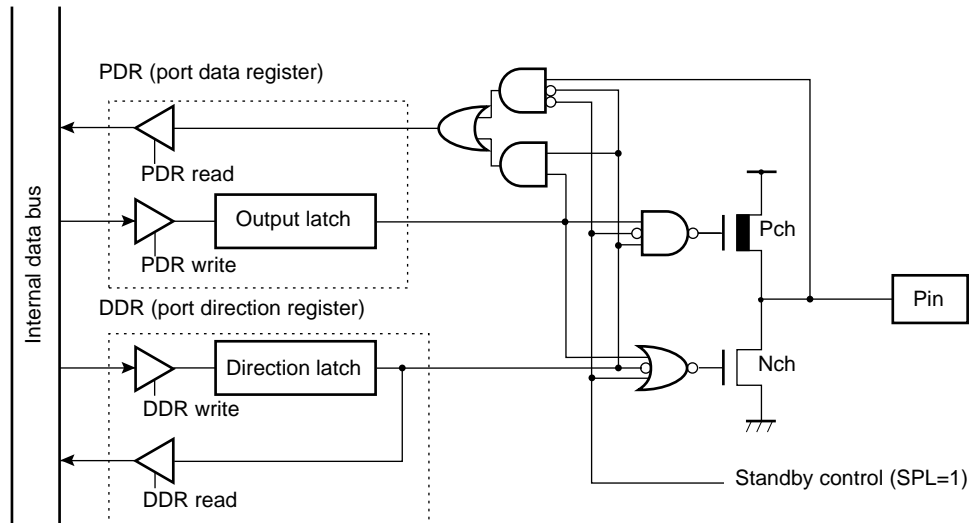 PDR (port data register)
PDR read
Output latch
PDR write
Pch
Pin
Internal data bus
DDR (port direction register)
Direction latch
DDR write
Nch
DDR read
Standby control (SPL=1)